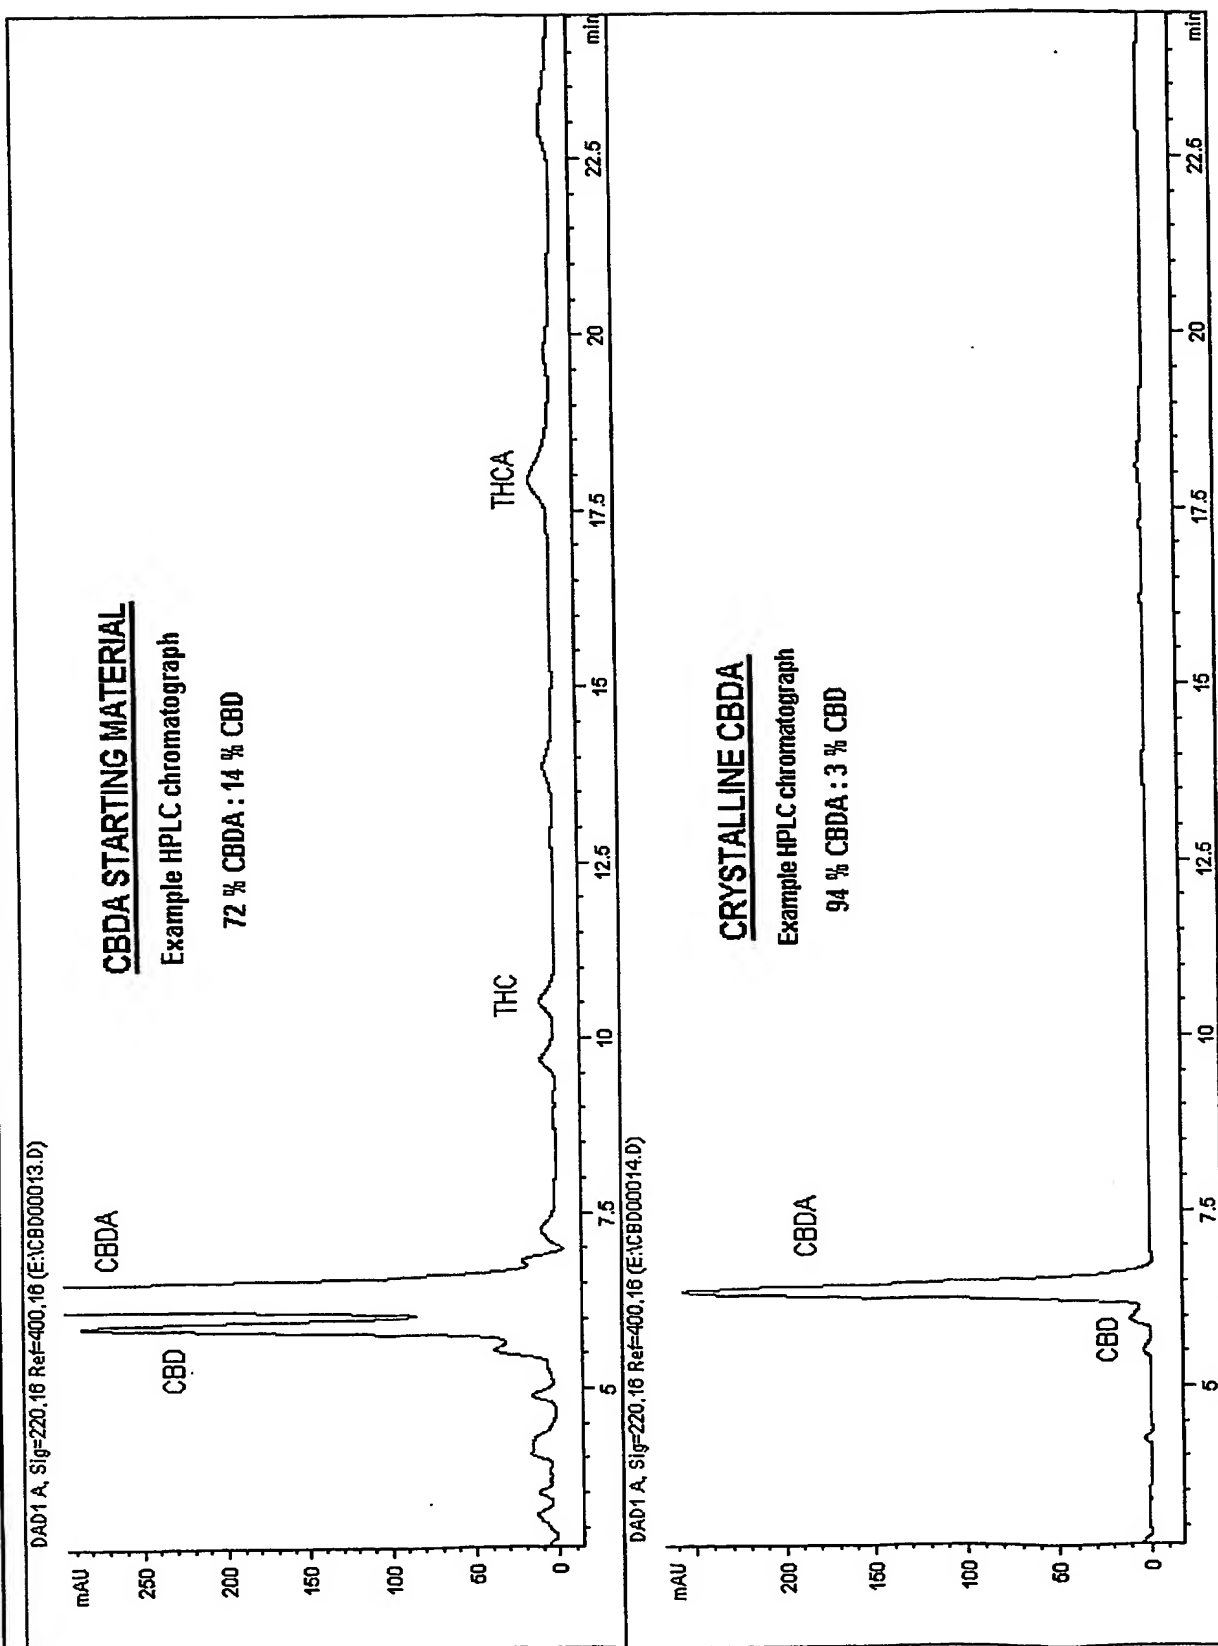 DAD1 A, Sig=220,16 Ref=400,16 (E:\CBD00013.D)
mAU
250
200
150
100
50
0
CBD
CBDA
THC
THCA
CBDA STARTING MATERIAL
Example HPLC chromatograph
72 % CBDA : 14 % CBD
5
7.5
10
12.5
15
17.5
20
22.5
min
DAD1 A, Sig=220,16 Ref=400,16 (E:\CBD00014.D)
mAU
200
150
100
50
0
CBD
CBDA
CRYSTALLINE CBDA
Example HPLC chromatograph
94 % CBDA : 3 % CBD
5
7.5
10
12.5
15
17.5
20
22.5
min